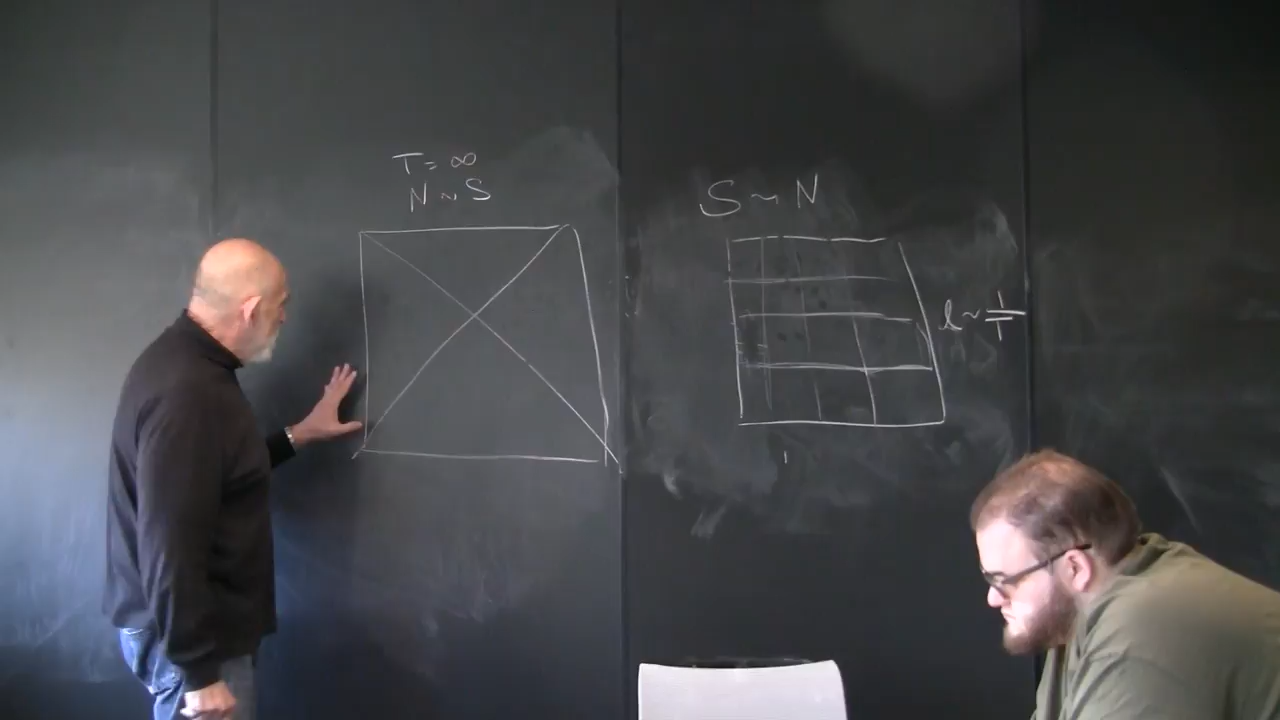 T = ∞
N ~ S
S ~ N
l ~ 1/T